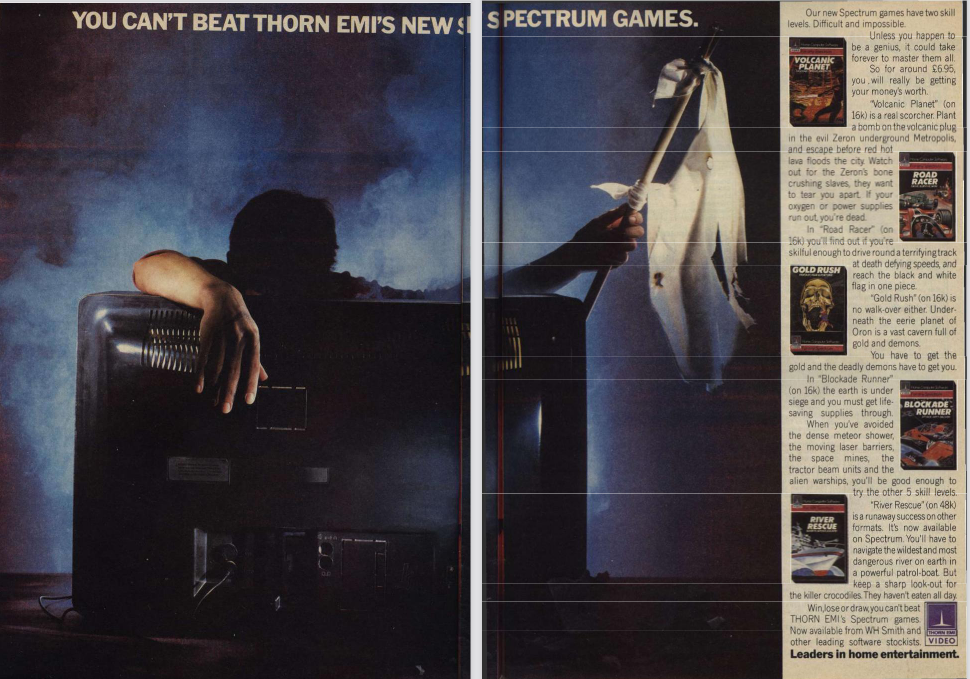 YOU CAN'T BEAT THORN EMI'S NEW SPECTRUM GAMES.
Our new Spectrum games have two skill
levels. Difficult and impossible.
Unless you happen to
be a genius, it could take
forever to master them all.
So for around £6.95,
you will really be getting
your money's worth.
"Volcanic Planet" (on
16k) is a real scorcher. Plant
a bomb on the volcanic plug
in the evil Zeron underground Metropolis,
and escape before red hot
lava floods the city. Watch
out for the Zeron's bone
crushing slaves, they want
to tear you apart. If your
oxygen or power supplies
run out, you're dead.
In "Road Racer" (on
16k) you'll find out if you're
skilful enough to drive round a terrifying track
at death defying speeds, and
reach the black and white
flag in one piece.
"Gold Rush" (on 16k) is
no walk-over either. Under-
neath the eerie planet of
Oron is a vast cavern full of
gold and demons.
You have to get the
gold and the deadly demons have to get you.
In "Blockade Runner"
(on 16k) the earth is under
siege and you must get life-
saving supplies through.
When you've avoided
the dense meteor shower,
the moving laser barriers,
the space mines, the
tractor beam units and the
alien warships, you'll be good enough to
try the other 5 skill levels.
"River Rescue" (on 48k)
is a runaway success on other
formats. It's now available
on Spectrum. You'll have to
navigate the wildest and most
dangerous river on earth in
a powerful patrol-boat. But
keep a sharp look-out for
the killer crocodiles. They haven't eaten all day.
Win, lose or draw, you can't beat
THORN EMI's Spectrum games.
Now available from WH Smith and
other leading software stockists.
Leaders in home entertainment.
VOLCANIC
PLANET
ROAD
RACER
GOLD RUSH
BLOCKADE
RUNNER
RIVER
RESCUE
THORN EMI
VIDEO